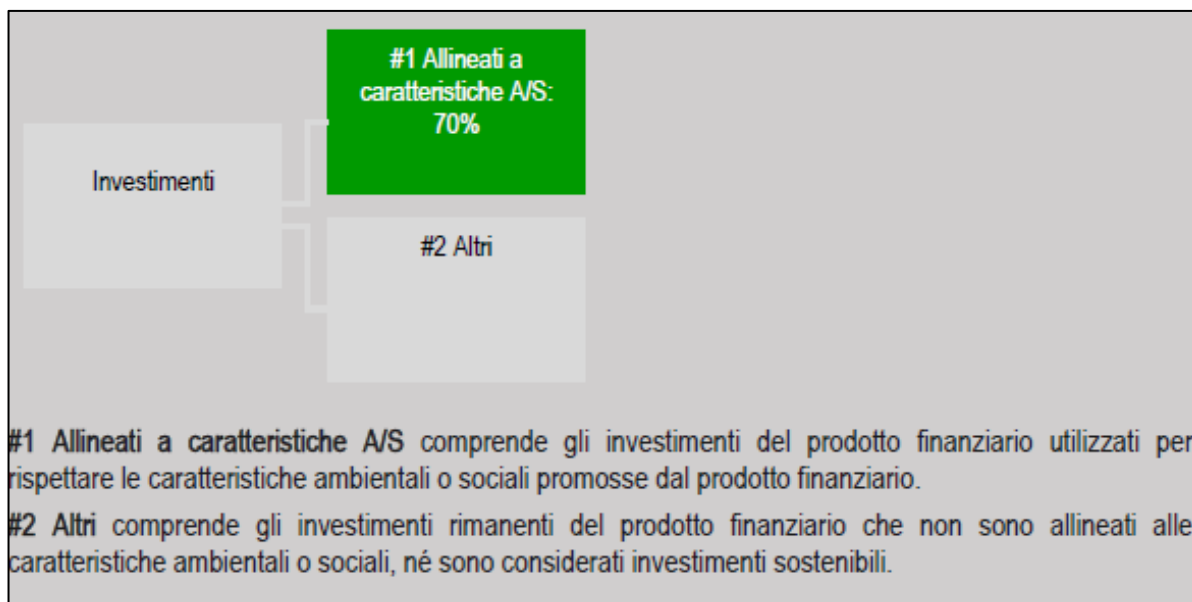 #1 Allineati a
caratteristiche A/S:
70%
Investimenti
#2 Altri
#1 Allineati a caratteristiche A/S comprende gli investimenti del prodotto finanziario utilizzati per
rispettare le caratteristiche ambientali o sociali promosse dal prodotto finanziario.
#2 Altri comprende gli investimenti rimanenti del prodotto finanziario che non sono allineati alle
caratteristiche ambientali o sociali, né sono considerati investimenti sostenibili.